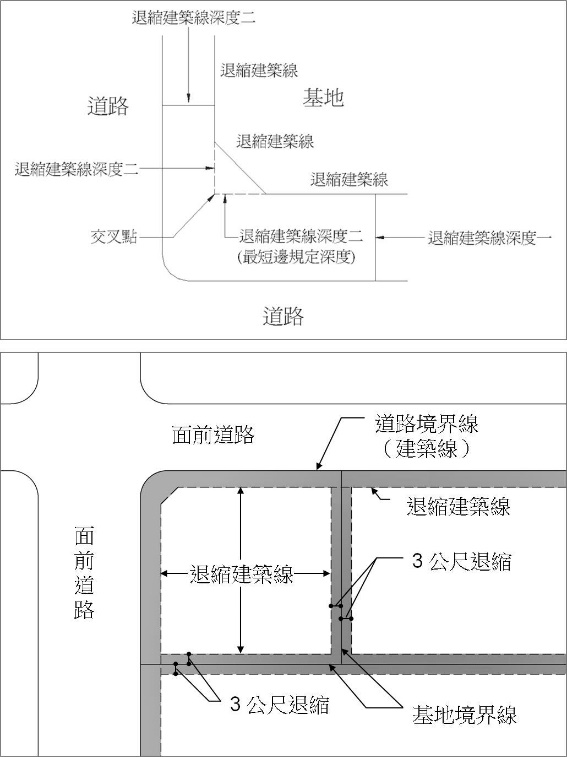 退縮建築線深度二
退縮建築線
道路
基地
退縮建築線
退縮建築線深度二
退縮建築線
交叉點
退縮建築線深度二
(最短邊規定深度)
退縮建築線深度一
道路
面前道路
道路境界線
（建築線）
退縮建築線
面前道路
3公尺退縮
退縮建築線
3公尺退縮
基地境界線